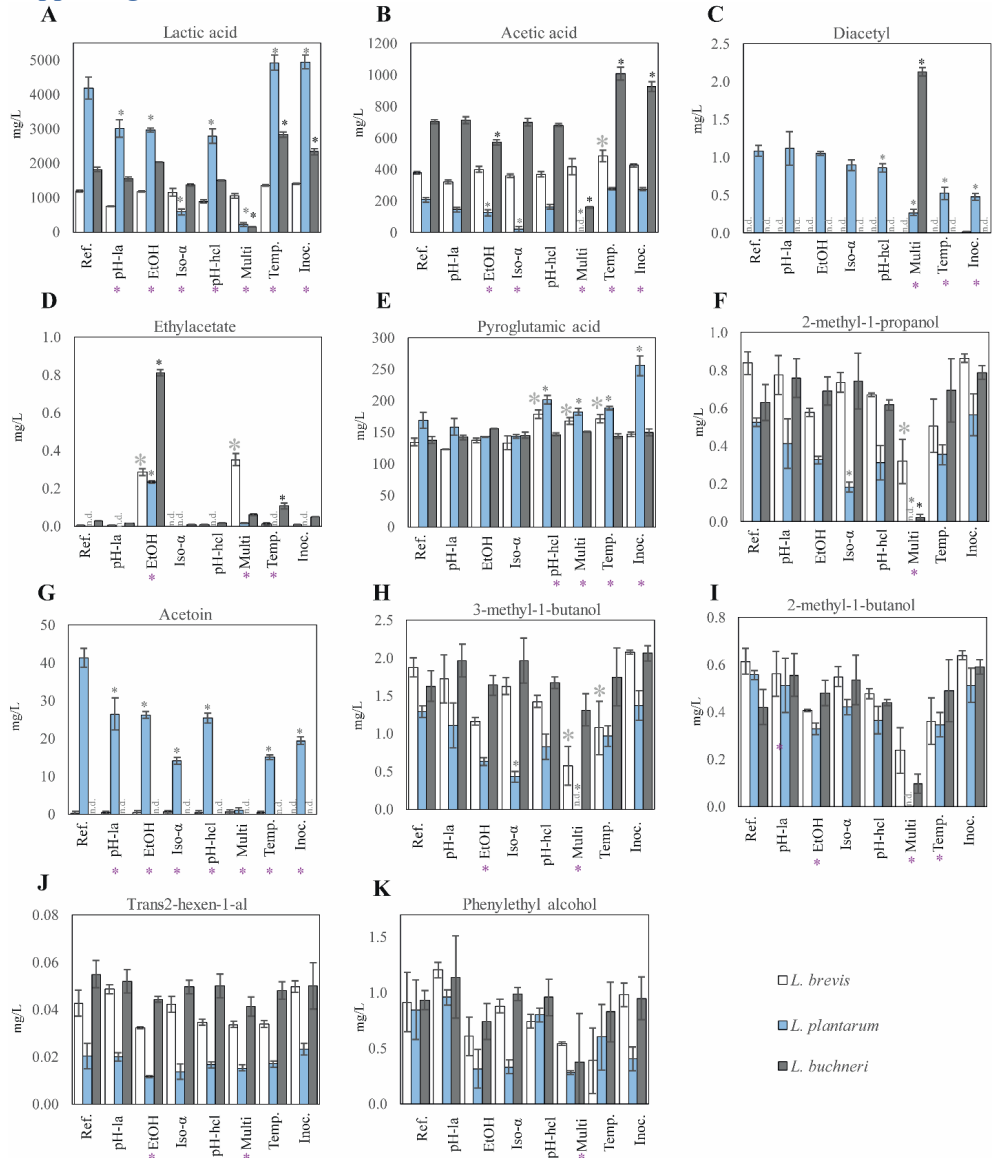 A
Lactic acid
mg/L
5000
4000
3000
2000
1000
0
Ref.
pH-la
EtOH
Iso-α
pH-hcl
Multi
Temp.
Inoc.
B
Acetic acid
mg/L
1200
1000
800
600
400
200
0
n.d.
Ref.
pH-la
EtOH
Iso-α
pH-hcl
Multi
Temp.
Inoc.
C
Diacetyl
mg/L
2.5
2.0
1.5
1.0
0.5
0.0
n.d. n.d. n.d. n.d. n.d. n.d. n.d. n.d. n.d. n.d. n.d. n.d. n.d. n.d.
Ref.
pH-la
EtOH
Iso-α
pH-hcl
Multi
Temp.
Inoc.
D
Ethylacetate
mg/L
1.0
0.8
0.6
0.4
0.2
0.0
n.d. n.d. n.d. n.d. n.d. n.d.
Ref.
pH-la
EtOH
Iso-α
pH-hcl
Multi
Temp.
Inoc.
E
Pyroglutamic acid
mg/L
300
250
200
150
100
50
0
Ref.
pH-la
EtOH
Iso-α
pH-hcl
Multi
Temp.
Inoc.
F
2-methyl-1-propanol
mg/L
1.0
0.8
0.6
0.4
0.2
0.0
n.d.
Ref.
pH-la
EtOH
Iso-α
pH-hcl
Multi
Temp.
Inoc.
G
Acetoin
mg/L
50
40
30
20
10
0
n.d. n.d. n.d. n.d. n.d. n.d. n.d. n.d. n.d.
Ref.
pH-la
EtOH
Iso-α
pH-hcl
Multi
Temp.
Inoc.
H
3-methyl-1-butanol
mg/L
2.5
2.0
1.5
1.0
0.5
0.0
n.d.
Ref.
pH-la
EtOH
Iso-α
pH-hcl
Multi
Temp.
Inoc.
I
2-methyl-1-butanol
mg/L
0.8
0.6
0.4
0.2
0.0
n.d.
Ref.
pH-la
EtOH
Iso-α
pH-hcl
Multi
Temp.
Inoc.
J
Trans2-hexen-1-al
mg/L
0.08
0.06
0.04
0.02
0.00
Ref.
pH-la
EtOH
Iso-α
pH-hcl
Multi
Temp.
Inoc.
K
Phenylethyl alcohol
mg/L
1.5
1.0
0.5
0.0
Ref.
pH-la
EtOH
Iso-α
pH-hcl
Multi
Temp.
Inoc.
L. brevis
L. plantarum
L. buchneri